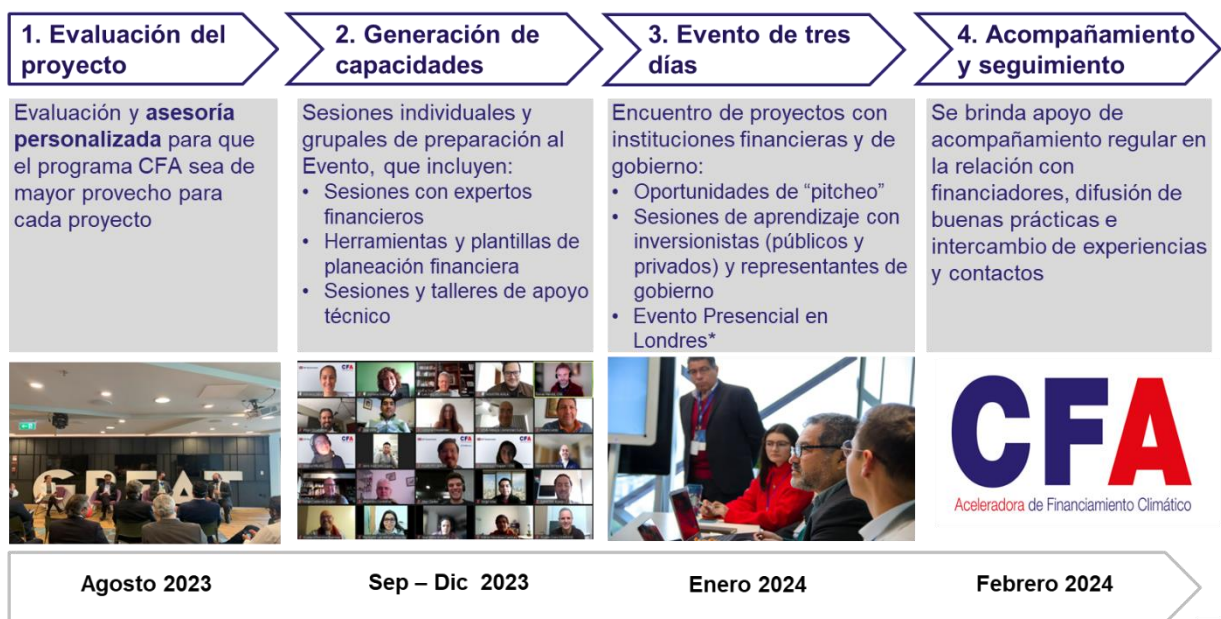 1. Evaluación del
proyecto
2. Generación de
capacidades
3. Evento de tres
días
4. Acompañamiento
y seguimiento
Evaluación y asesoría
personalizada para que
el programa CFA sea de
mayor provecho para
cada proyecto
Sesiones individuales y
grupales de preparación al
Evento, que incluyen:
• Sesiones con expertos
financieros
• Herramientas y plantillas de
planeación financiera
• Sesiones y talleres de apoyo
técnico
Encuentro de proyectos con
instituciones financieras y de
gobierno:
• Oportunidades de “pitcheo”
• Sesiones de aprendizaje con
inversionistas (públicos y
privados) y representantes de
gobierno
• Evento Presencial en
Londres*
Se brinda apoyo de
acompañamiento regular en
la relación con
financiadores, difusión de
buenas prácticas e
intercambio de experiencias
y contactos
GREAT
CFA
CFA
CFA
CFA
Aceleradora de Financiamiento Climático
Agosto 2023
Sep – Dic 2023
Enero 2024
Febrero 2024